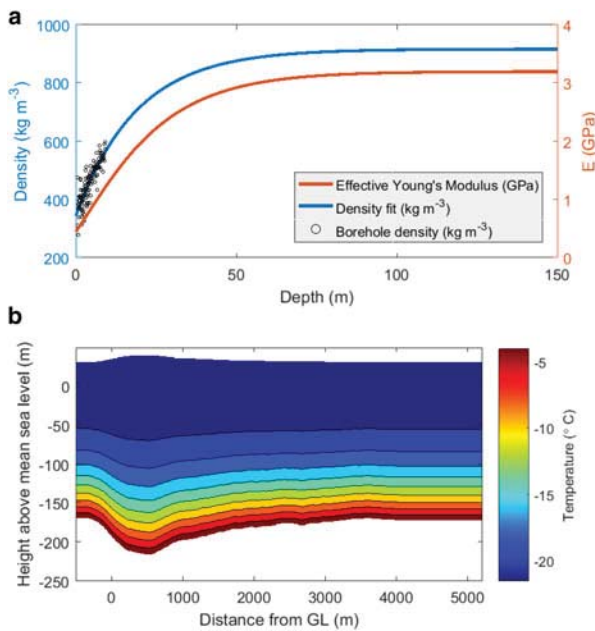 a
1000
800
600
400
200
Density (kg m-3)
4
3
2
1
0
E (GPa)
Effective Young's Modulus (GPa)
Density fit (kg m-3)
Borehole density (kg m-3)
0 50 100 150
Depth (m)
b
0
-50
-100
-150
-200
-250
Height above mean sea level (m)
-5
-10
-15
-20
Temperature (° C)
0 1000 2000 3000 4000 5000
Distance from GL (m)